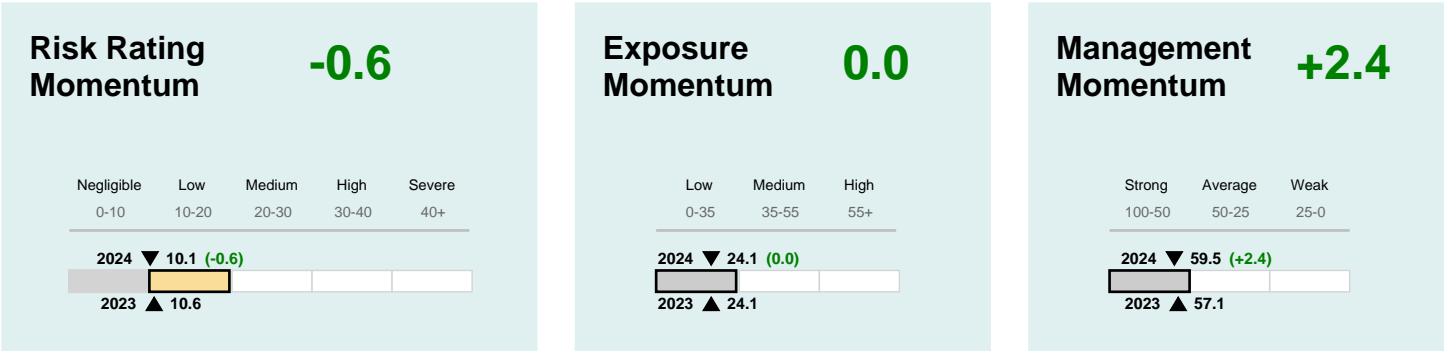 Risk Rating
Momentum
-0.6
Negligible Low Medium High Severe
0-10 10-20 20-30 30-40 40+
2024 ▼ 10.1 (-0.6)
2023 ▲ 10.6
Exposure
Momentum
0.0
Low Medium High
0-35 35-55 55+
2024 ▼ 24.1 (0.0)
2023 ▲ 24.1
Management
Momentum
+2.4
Strong Average Weak
100-50 50-25 25-0
2024 ▼ 59.5 (+2.4)
2023 ▲ 57.1